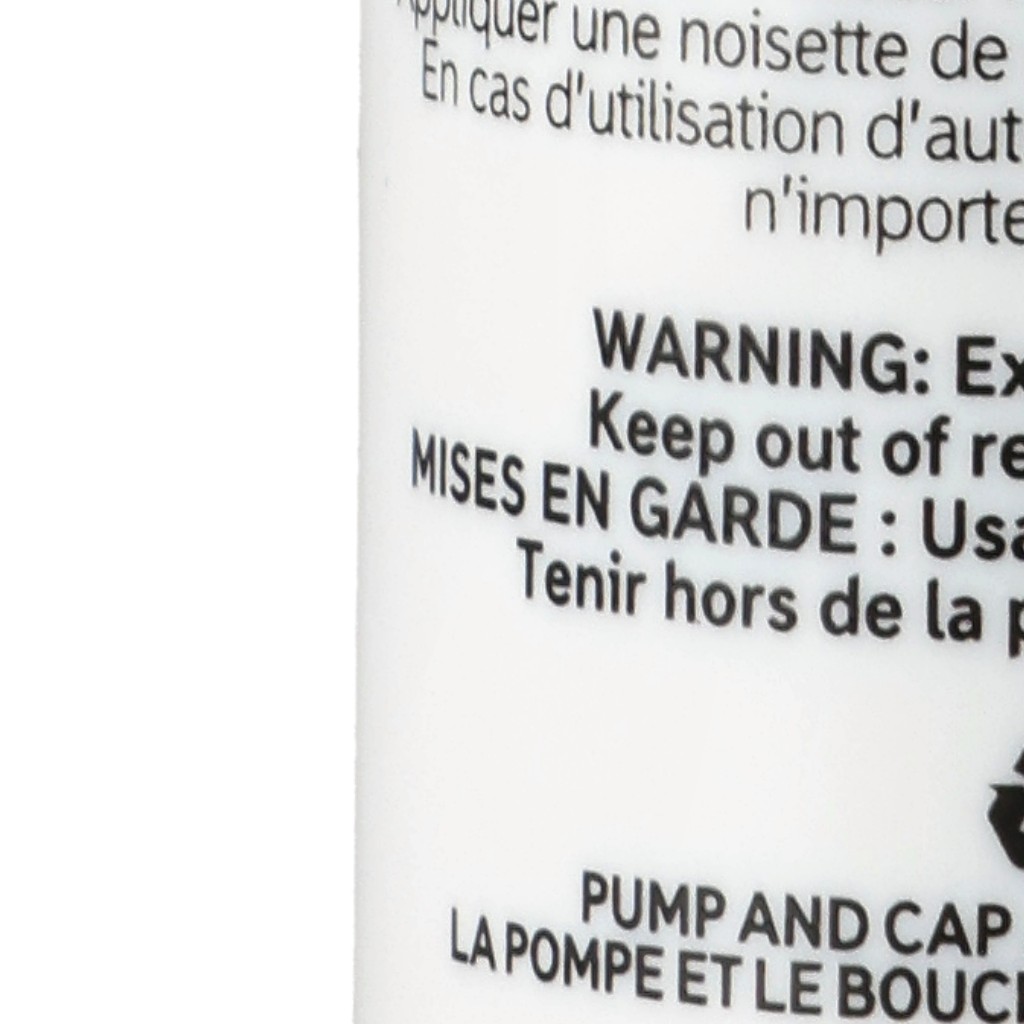 Appliquer une noisette de
En cas d'utilisation d'aut
n'importe
WARNING: Ex
Keep out of re
MISES EN GARDE : Usa
Tenir hors de la p
PUMP AND CAP
LA POMPE ET LE BOUCH